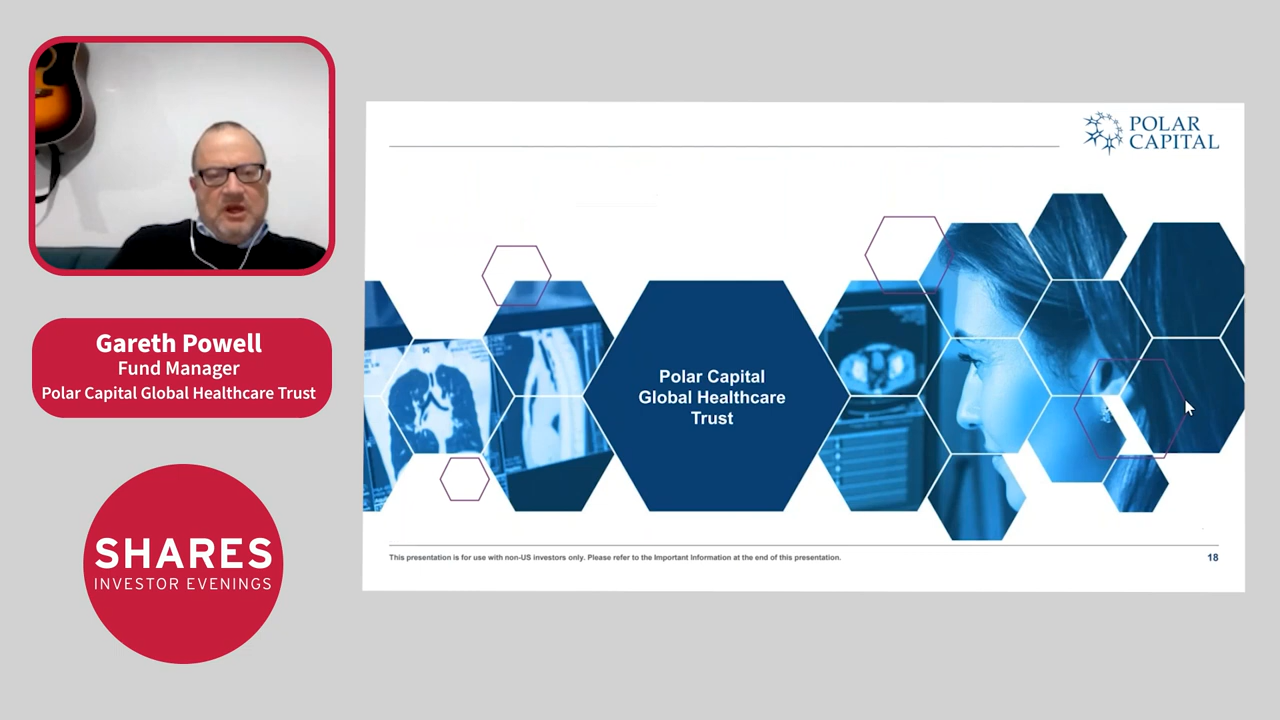 Gareth Powell
Fund Manager
Polar Capital Global Healthcare Trust
SHARES
INVESTOR EVENINGS
POLAR
CAPITAL
Polar Capital
Global Healthcare
Trust
This presentation is for use with non-US investors only. Please refer to the Important Information at the end of this presentation.
18